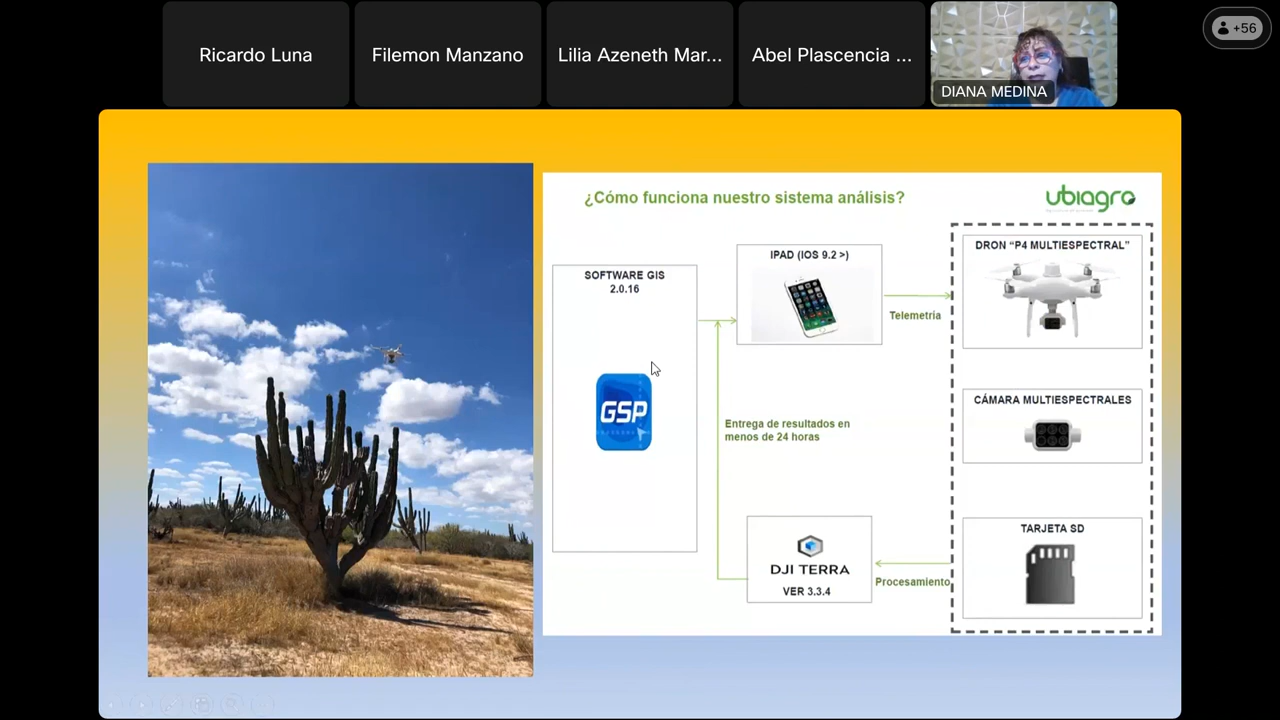 Ricardo Luna
Filemon Manzano
Lilia Azeneth Mar...
Abel Plascencia ...
DIANA MEDINA
+56
¿Cómo funciona nuestro sistema análisis?
ubiagro
SOFTWARE GIS
2.0.16
GSP
IPAD (IOS 9.2 >)
Telemetria
DRON “P4 MULTIESPECTRAL”
CÁMARA MULTIESPECTRALES
Entrega de resultados en
menos de 24 horas
TARJETA SD
DJI TERRA
VER 3.3.4
Procesamiento